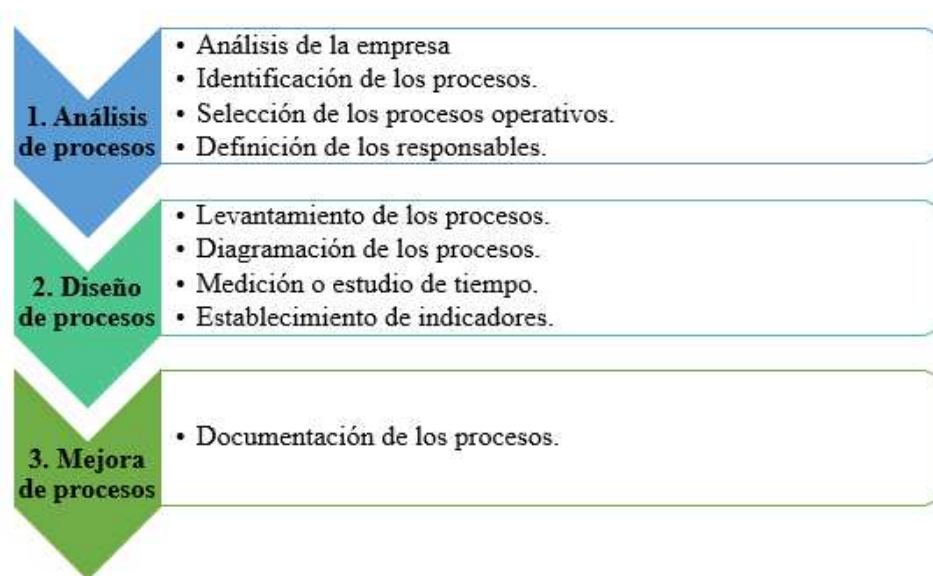 1. Análisis
de procesos
• Análisis de la empresa
• Identificación de los procesos.
• Selección de los procesos operativos.
• Definición de los responsables.
2. Diseño
de procesos
• Levantamiento de los procesos.
• Diagramación de los procesos.
• Medición o estudio de tiempo.
• Establecimiento de indicadores.
3. Mejora
de procesos
• Documentación de los procesos.